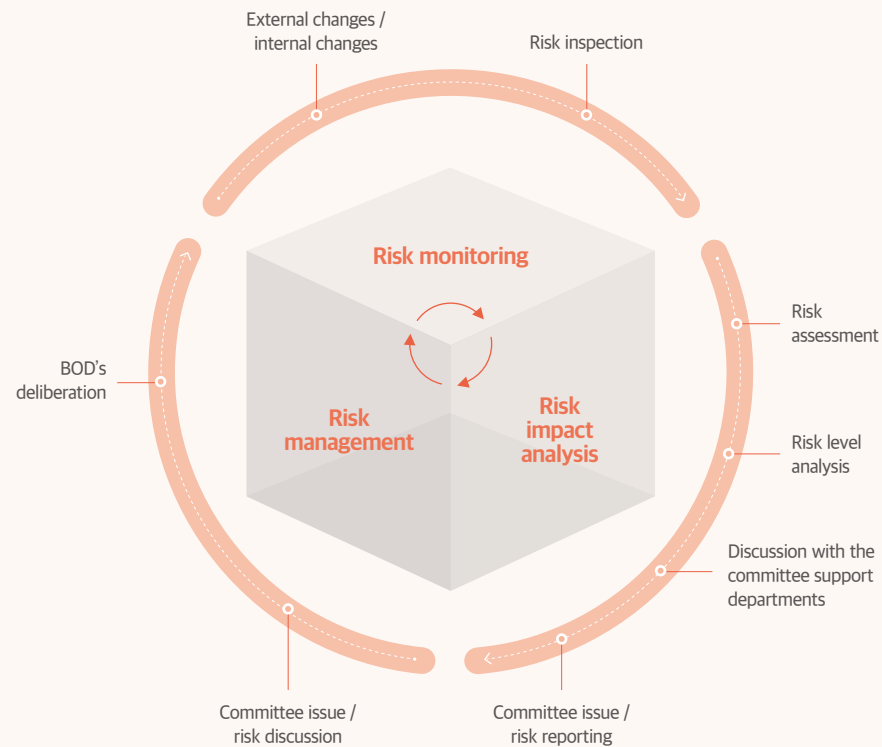 External changes /
internal changes
Risk inspection
Risk monitoring
Risk
assessment
BOD's
deliberation
Risk
management
Risk
impact
analysis
Risk level
analysis
Discussion with the
committee support
departments
Committee issue /
risk discussion
Committee issue /
risk reporting